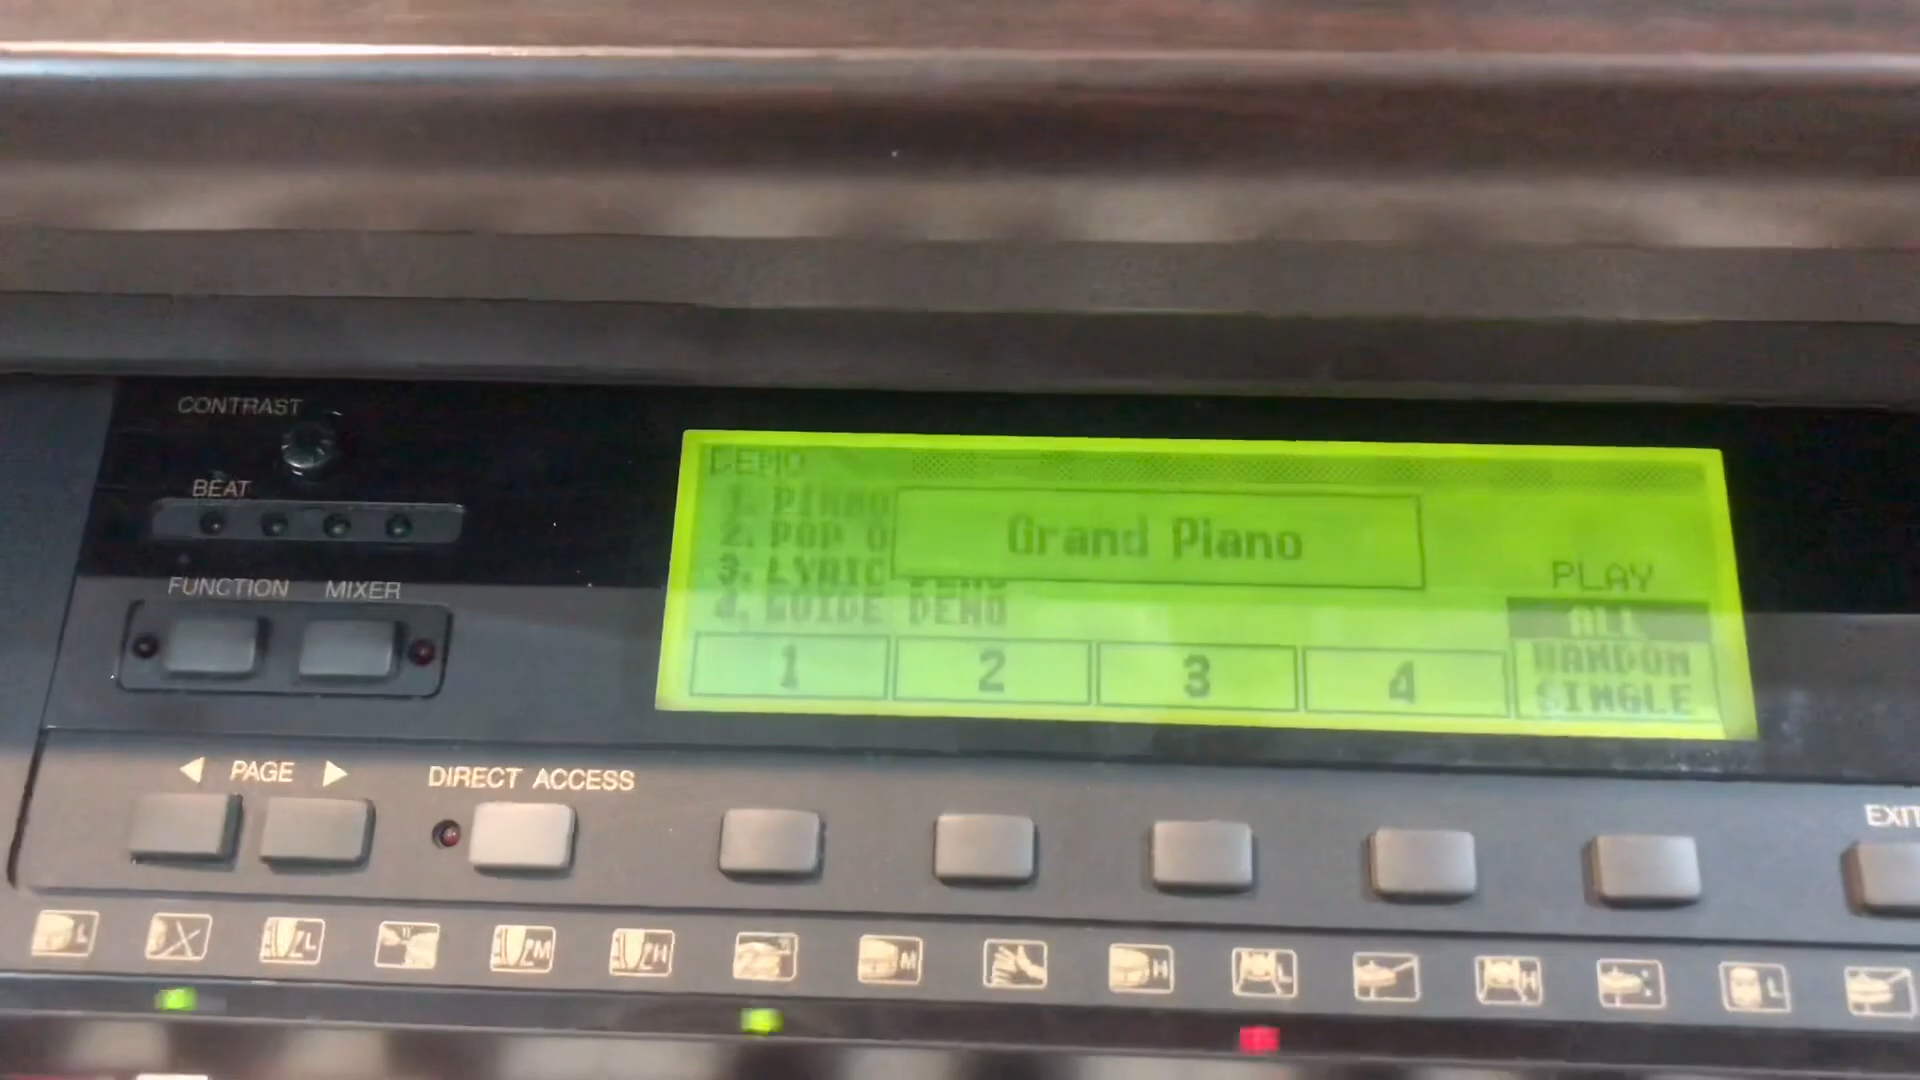 CONTRAST
BEAT
FUNCTION MIXER
DEMO
1. PIANO
2. POP O
3. LYRIC DEMO
4. GUIDE DEMO
Grand Piano
PLAY
ALL
RANDOM
SINGLE
1 2 3 4
◀ PAGE ▶ DIRECT ACCESS
EXIT
L L M H M H L H L